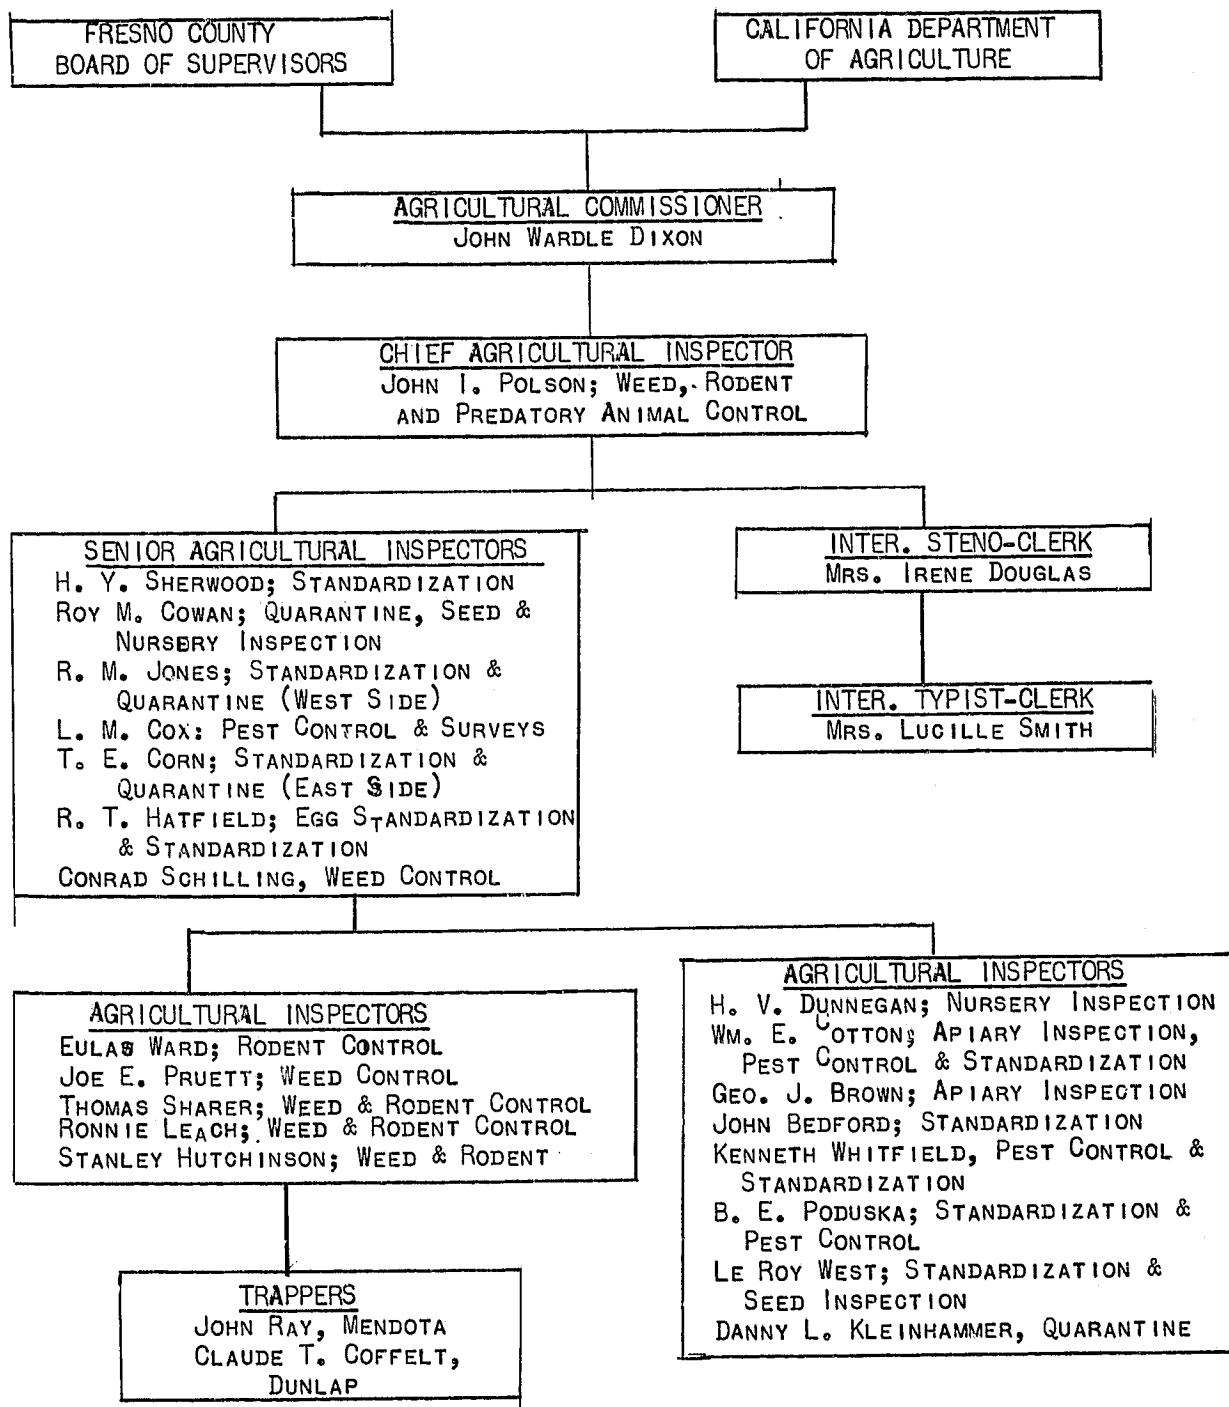 FRESNO COUNTY
BOARD OF SUPERVISORS
CALIFORNIA DEPARTMENT
OF AGRICULTURE
AGRICULTURAL COMMISSIONER
JOHN WARDLE DIXON
CHIEF AGRICULTURAL INSPECTOR
JOHN I. POLSON; WEED, RODENT
AND PREDATORY ANIMAL CONTROL
SENIOR AGRICULTURAL INSPECTORS
H. Y. SHERWOOD; STANDARDIZATION
ROY M. COWAN; QUARANTINE, SEED &
NURSERY INSPECTION
R. M. JONES; STANDARDIZATION &
QUARANTINE (WEST SIDE)
L. M. COX: PEST CONTROL & SURVEYS
T. E. CORN; STANDARDIZATION &
QUARANTINE (EAST SIDE)
R. T. HATFIELD; EGG STANDARDIZATION
& STANDARDIZATION
CONRAD SCHILLING, WEED CONTROL
INTER. STENO-CLERK
MRS. IRENE DOUGLAS
INTER. TYPIST-CLERK
MRS. LUCILLE SMITH
AGRICULTURAL INSPECTORS
EULAS WARD; RODENT CONTROL
JOE E. PRUETT; WEED CONTROL
THOMAS SHARER; WEED & RODENT CONTROL
RONNIE LEACH; WEED & RODENT CONTROL
STANLEY HUTCHINSON; WEED & RODENT
AGRICULTURAL INSPECTORS
H. V. DUNNEGAN; NURSERY INSPECTION
WM. E. COTTON; APIARY INSPECTION,
PEST CONTROL & STANDARDIZATION
GEO. J. BROWN; APIARY INSPECTION
JOHN BEDFORD; STANDARDIZATION
KENNETH WHITFIELD, PEST CONTROL &
STANDARDIZATION
B. E. PODUSKA; STANDARDIZATION &
PEST CONTROL
LE ROY WEST; STANDARDIZATION &
SEED INSPECTION
DANNY L. KLEINHAMMER, QUARANTINE
TRAPPERS
JOHN RAY, MENDOTA
CLAUDE T. COFFELT,
DUNLAP